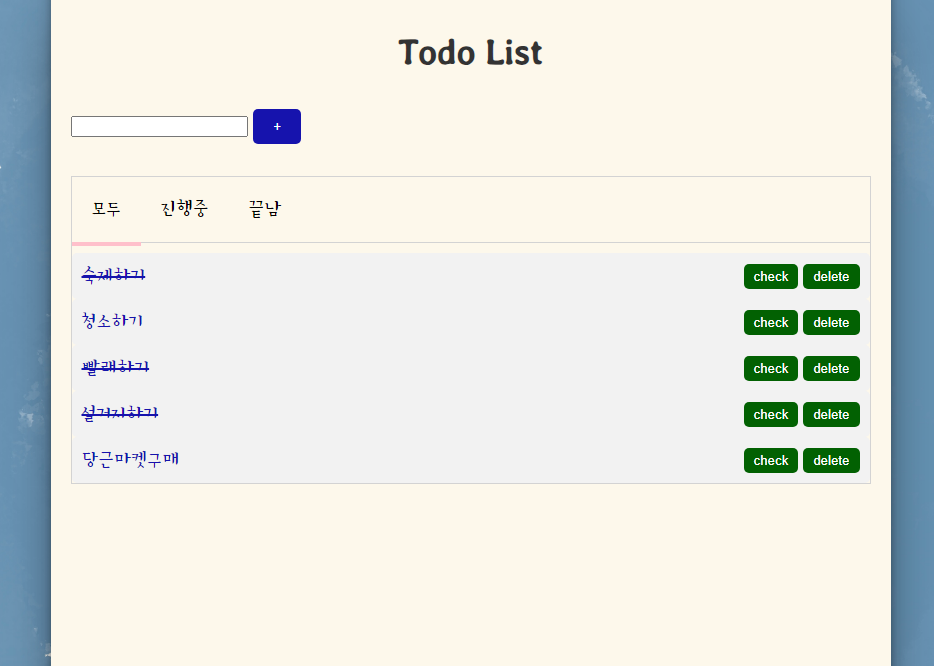 Todo List
+
모두 진행중 끝남
숙제하기 check delete
청소하기 check delete
빨래하기 check delete
설거지하기 check delete
당근마켓구매 check delete